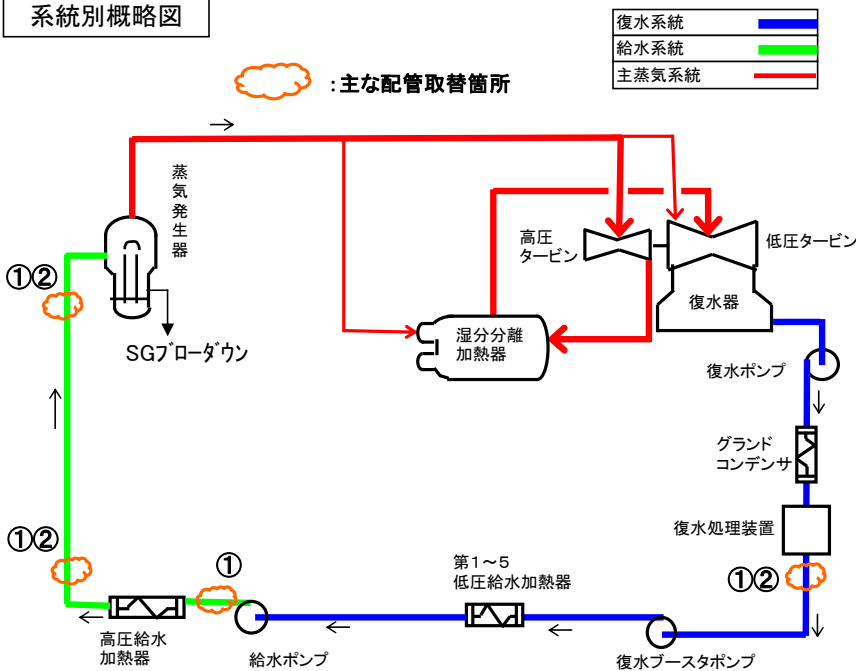 系統別概略図
復水系統
給水系統
主蒸気系統
:主な配管取替箇所
蒸気発生器
高圧
タービン
低圧タービン
①②
復水器
湿分分離
加熱器
SGブローダウン
復水ポンプ
グランド
コンデンサ
復水処理装置
①②
①
第1~5
低圧給水加熱器
①②
高圧給水
加熱器
給水ポンプ
復水ブースタポンプ